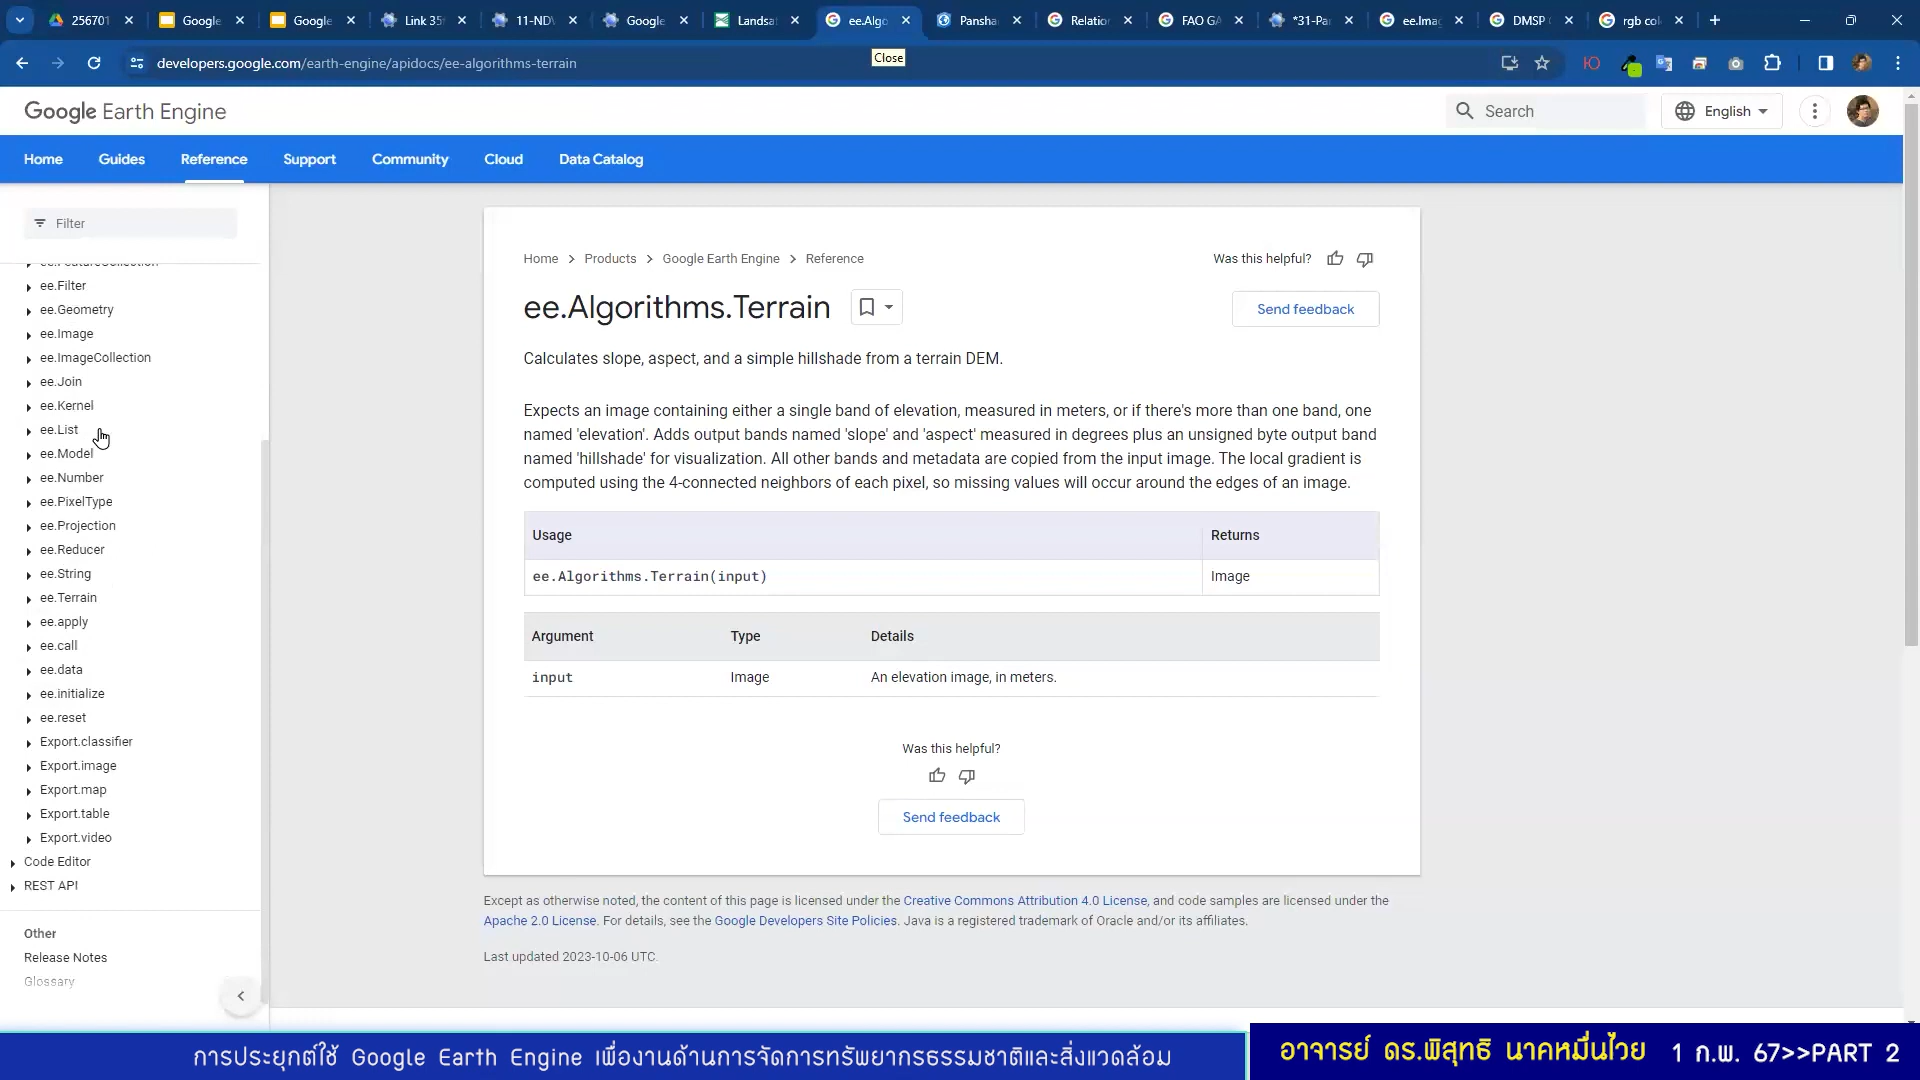 256701
Google
Google
Link 35
11-NDV
Google
Landsa
ee.Algo
Pansha
Relation
FAO GA
*31-Pa
ee.Imag
DMSP
rgb col
developers.google.com/earth-engine/apidocs/ee-algorithms-terrain
Close
Google Earth Engine
Search
English
Home
Guides
Reference
Support
Community
Cloud
Data Catalog
Filter
ee.FeatureCollection
ee.Filter
ee.Geometry
ee.Image
ee.ImageCollection
ee.Join
ee.Kernel
ee.List
ee.Model
ee.Number
ee.PixelType
ee.Projection
ee.Reducer
ee.String
ee.Terrain
ee.apply
ee.call
ee.data
ee.initialize
ee.reset
Export.classifier
Export.image
Export.map
Export.table
Export.video
Code Editor
REST API
Other
Release Notes
Glossary
Home > Products > Google Earth Engine > Reference
Was this helpful?
ee.Algorithms.Terrain
Send feedback
Calculates slope, aspect, and a simple hillshade from a terrain DEM.
Expects an image containing either a single band of elevation, measured in meters, or if there's more than one band, one
named 'elevation'. Adds output bands named 'slope' and 'aspect' measured in degrees plus an unsigned byte output band
named 'hillshade' for visualization. All other bands and metadata are copied from the input image. The local gradient is
computed using the 4-connected neighbors of each pixel, so missing values will occur around the edges of an image.
Usage Returns
ee.Algorithms.Terrain(input) Image
Argument Type Details
input Image An elevation image, in meters.
Was this helpful?
Send feedback
Except as otherwise noted, the content of this page is licensed under the Creative Commons Attribution 4.0 License, and code samples are licensed under the
Apache 2.0 License. For details, see the Google Developers Site Policies. Java is a registered trademark of Oracle and/or its affiliates.
Last updated 2023-10-06 UTC.
การประยุกต์ใช้ Google Earth Engine เพื่องานด้านการจัดการทรัพยากรธรรมชาติและสิ่งแวดล้อม
อาจารย์ ดร.พิสุทธิ นาคหมื่นไวย 1 ก.พ. 67>>PART 2